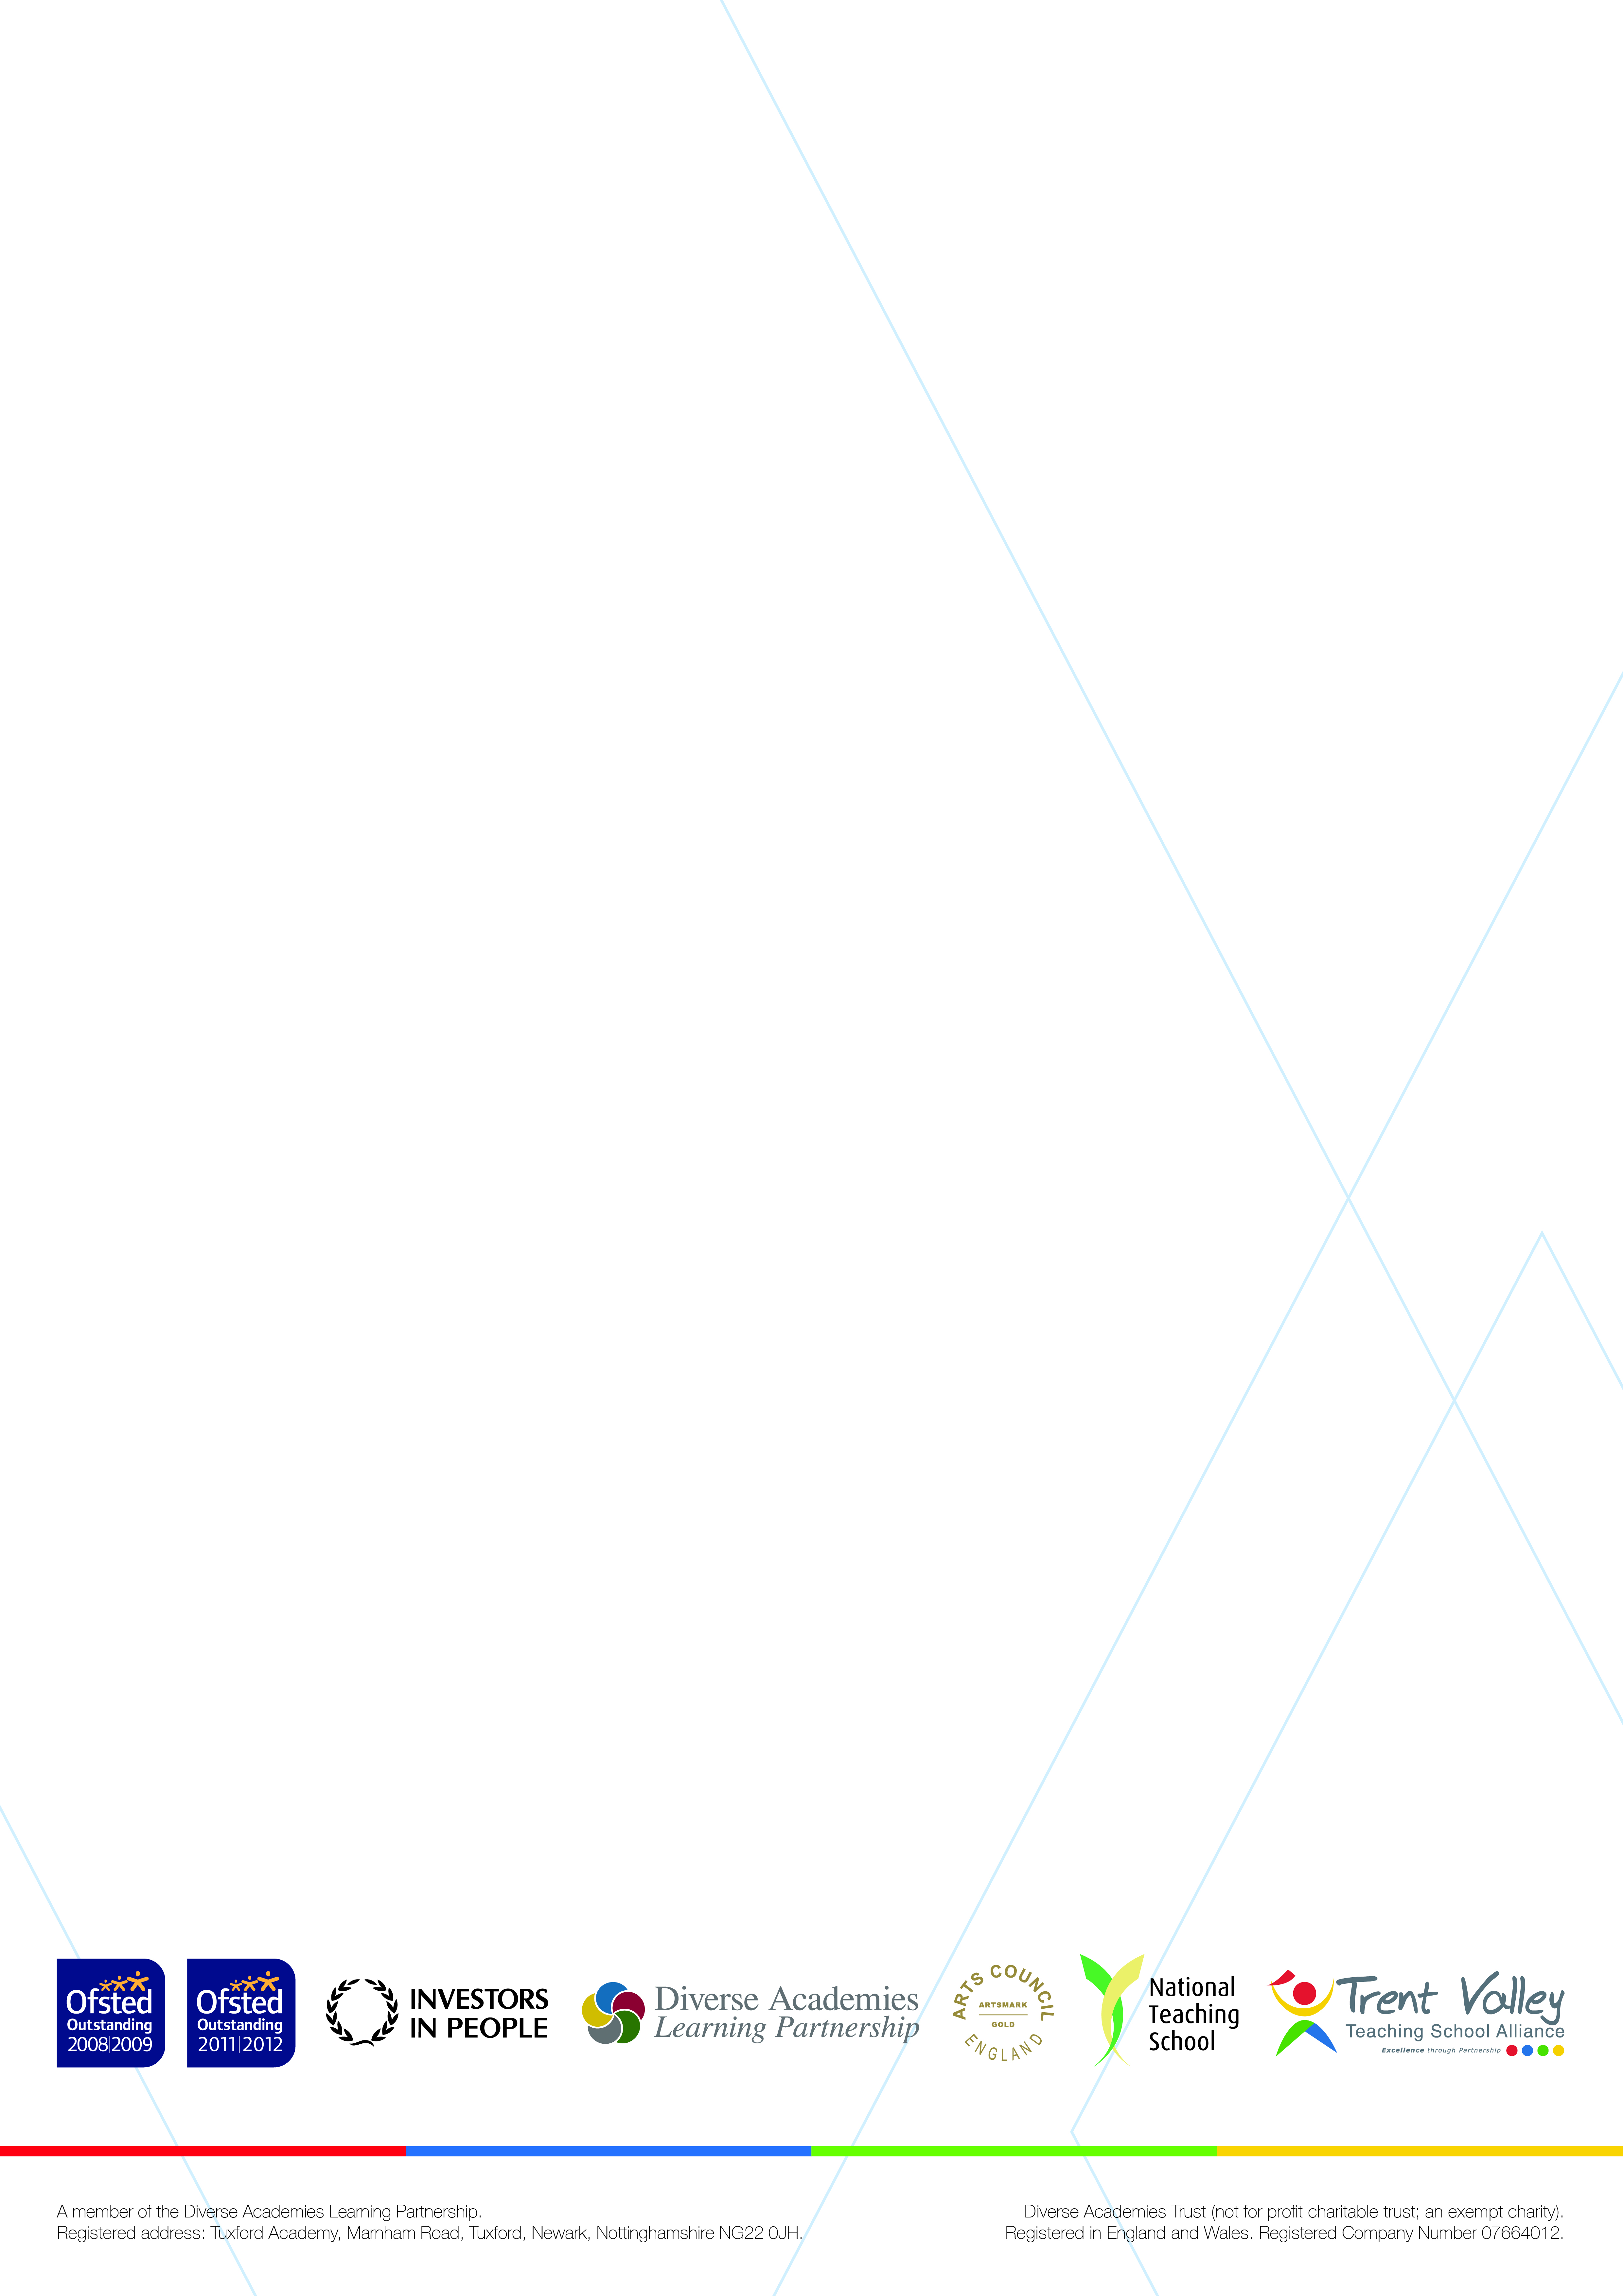 Ofsted
Outstanding
2008|2009
Ofsted
Outstanding
2011|2012
INVESTORS
IN PEOPLE
Diverse Academies
Learning Partnership
ARTS COUNCIL
ARTSMARK
GOLD
ENGLAND
National
Teaching
School
Trent Valley
Teaching School Alliance
Excellence through Partnership
A member of the Diverse Academies Learning Partnership.
Registered address: Tuxford Academy, Marnham Road, Tuxford, Newark, Nottinghamshire NG22 0JH.
Diverse Academies Trust (not for profit charitable trust; an exempt charity).
Registered in England and Wales. Registered Company Number 07664012.